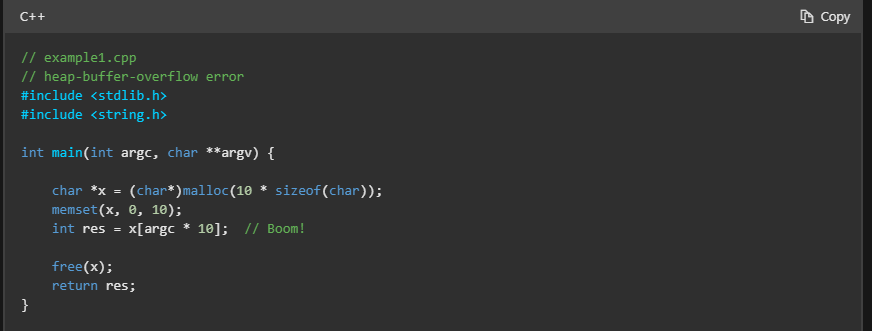 C++
Copy
// example1.cpp
// heap-buffer-overflow error
#include <stdlib.h>
#include <string.h>
int main(int argc, char **argv) {
    char *x = (char*)malloc(10 * sizeof(char));
    memset(x, 0, 10);
    int res = x[argc * 10];  // Boom!
    free(x);
    return res;
}